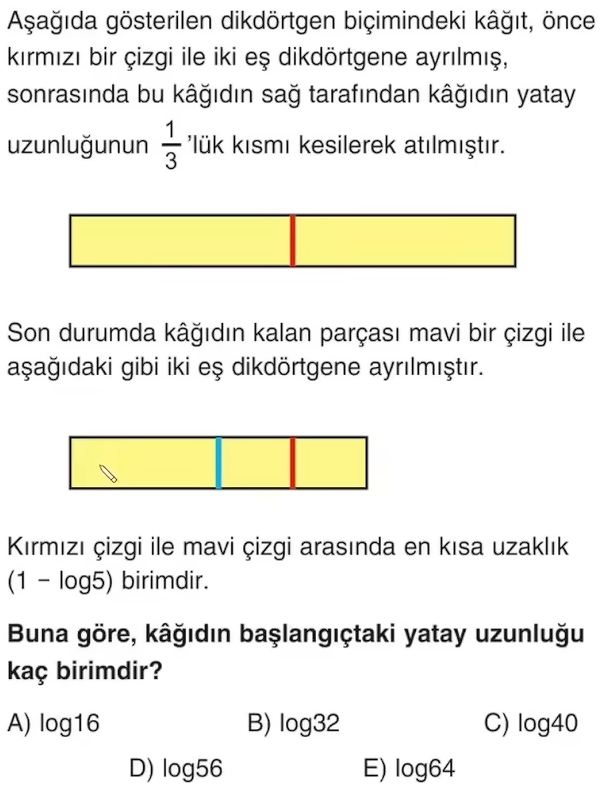 Aşağıda gösterilen dikdörtgen biçimindeki kâğıt, önce
kırmızı bir çizgi ile iki eş dikdörtgene ayrılmış,
sonrasında bu kâğıdın sağ tarafından kâğıdın yatay
uzunluğunun 1/3 'lük kısmı kesilerek atılmıştır.
Son durumda kâğıdın kalan parçası mavi bir çizgi ile
aşağıdaki gibi iki eş dikdörtgene ayrılmıştır.
Kırmızı çizgi ile mavi çizgi arasında en kısa uzaklık
(1 − log5) birimdir.
Buna göre, kâğıdın başlangıçtaki yatay uzunluğu
kaç birimdir?
A) log16 B) log32 C) log40
D) log56 E) log64